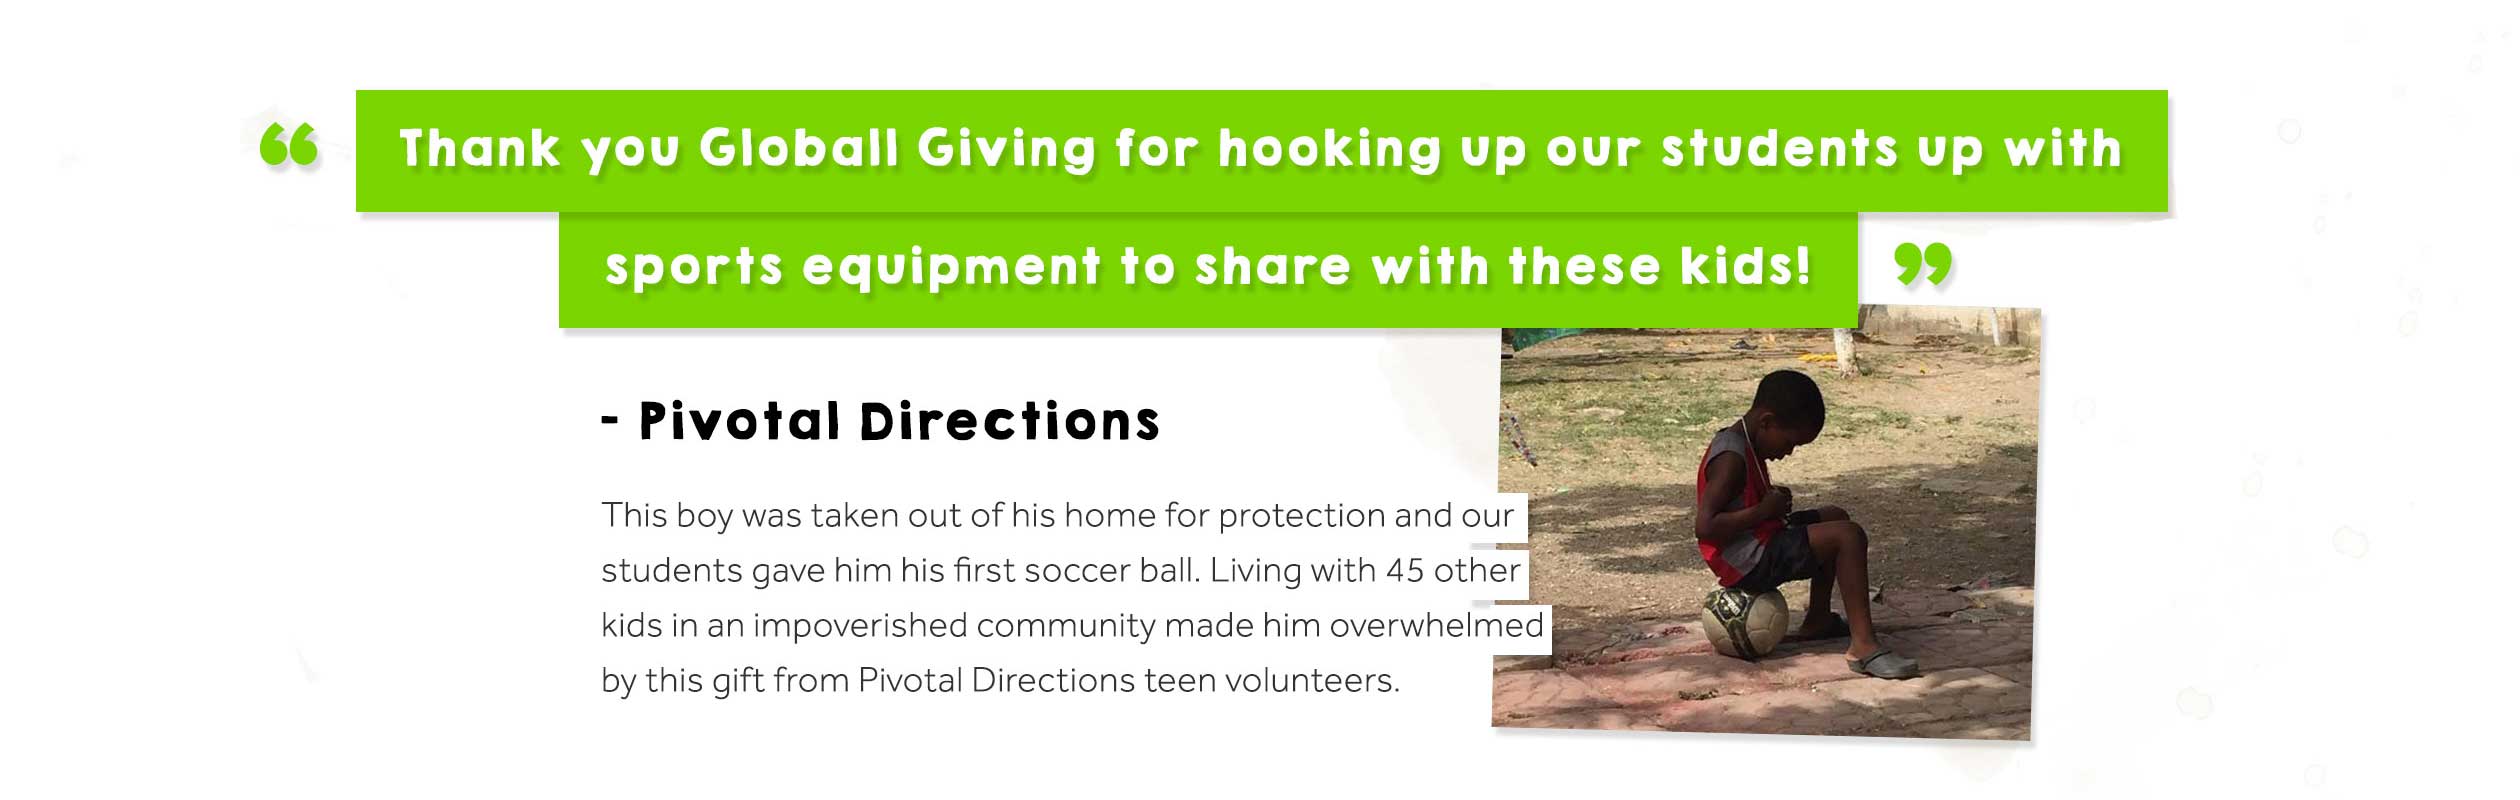 “ Thank you Globall Giving for hooking up our students up with
sports equipment to share with these kids! ”
- Pivotal Directions
This boy was taken out of his home for protection and our
students gave him his first soccer ball. Living with 45 other
kids in an impoverished community made him overwhelmed
by this gift from Pivotal Directions teen volunteers.